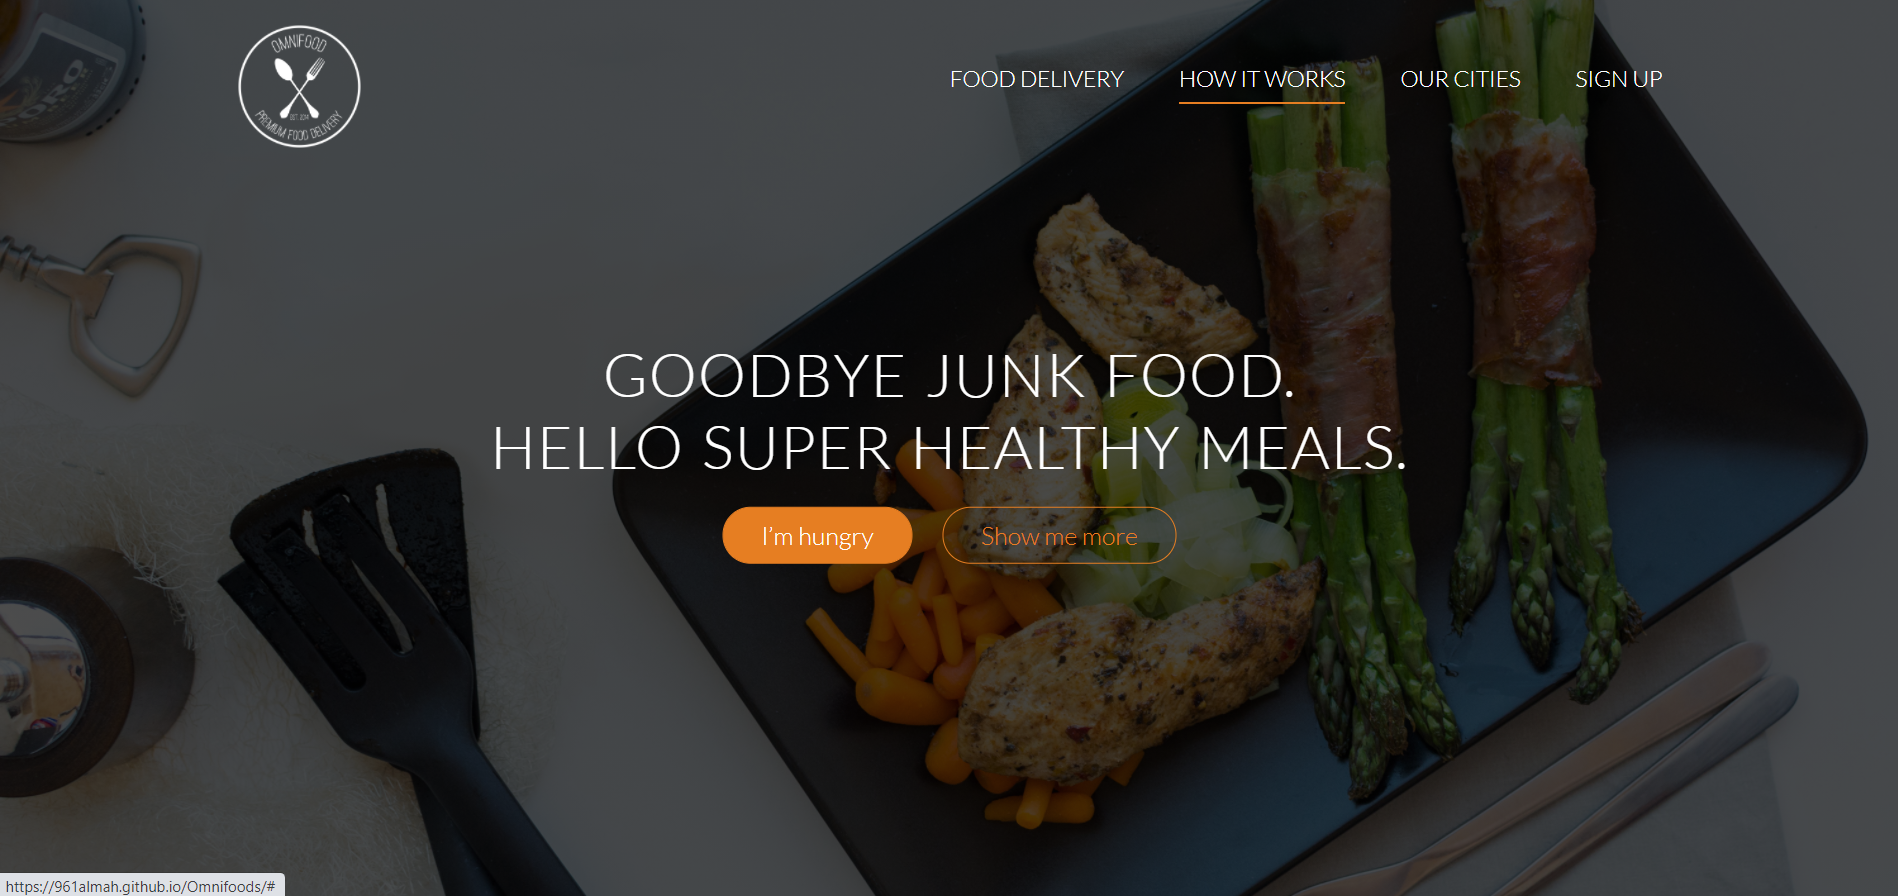 OMNIFOOD
EST. 2014
PREMIUM FOOD DELIVERY
FOOD DELIVERY
HOW IT WORKS
OUR CITIES
SIGN UP
GOODBYE JUNK FOOD.
HELLO SUPER HEALTHY MEALS.
I'm hungry
Show me more
https://961almah.github.io/Omnifoods/#